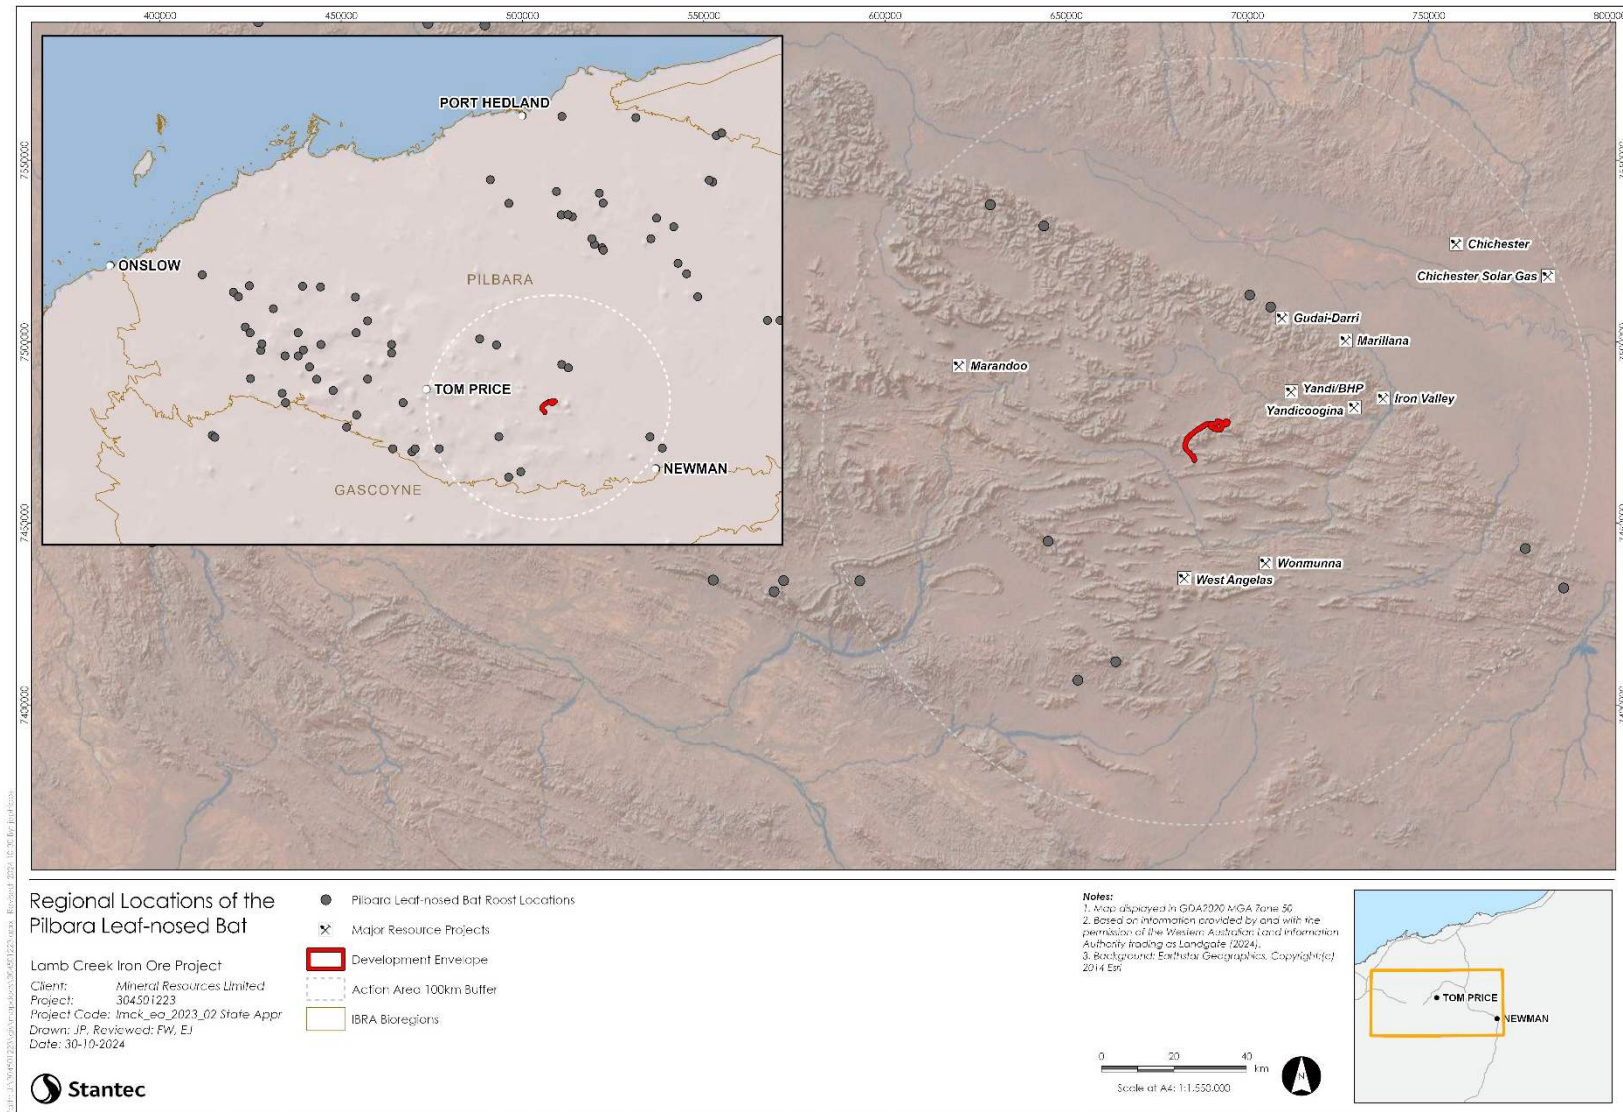 400000
450000
500000
550000
600000
650000
700000
750000
800000
7550000
7500000
7450000
7400000
PORT HEDLAND
ONSLOW
PILBARA
TOM PRICE
NEWMAN
GASCOYNE
Chichester
Chichester Solar Gas
Gudai-Darri
Marillana
Marandoo
Yandi/BHP
Iron Valley
Yandicoogina
Wonmunna
West Angelas
Regional Locations of the
Pilbara Leaf-nosed Bat
Lamb Creek Iron Ore Project
Client: Mineral Resources Limited
Project: 304501223
Project Code: lmck_ea_2023_02 State Appr
Drawn: JP, Reviewed: FW, EJ
Date: 30-10-2024
Stantec
Pilbara Leaf-nosed Bat Roost Locations
Major Resource Projects
Development Envelope
Action Area 100km Buffer
IBRA Bioregions
Notes:
1. Map displayed in GDA2020 MGA Zone 50
2. Based on information provided by and with the
permission of the Western Australian Land Information
Authority trading as Landgate (2024).
3. Background: Earthstar Geographics, Copyright:(c)
2014 Esri
0 20 40
km
Scale at A4: 1:1,550,000
N
TOM PRICE
NEWMAN